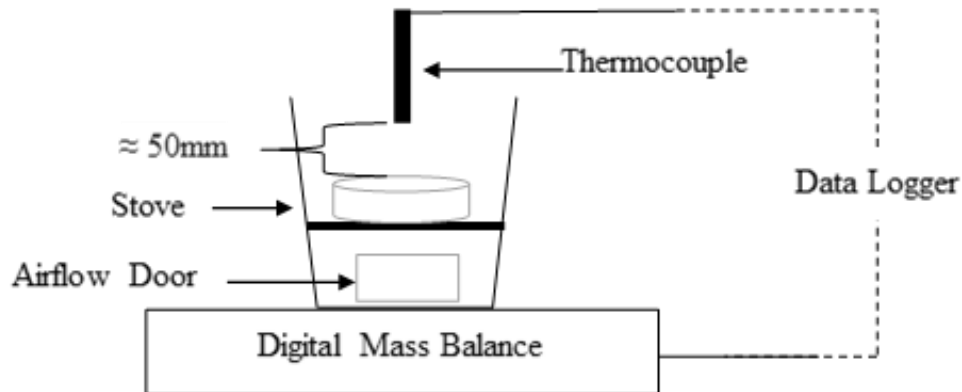 Thermocouple
≈ 50mm
Data Logger
Stove
Airflow Door
Digital Mass Balance